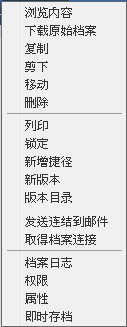 浏览内容
下载原始档案
复制
剪下
移动
删除
列印
锁定
新增捷径
新版本
版本目录
发送连结到邮件
取得档案连接
档案日志
权限
属性
即时存档